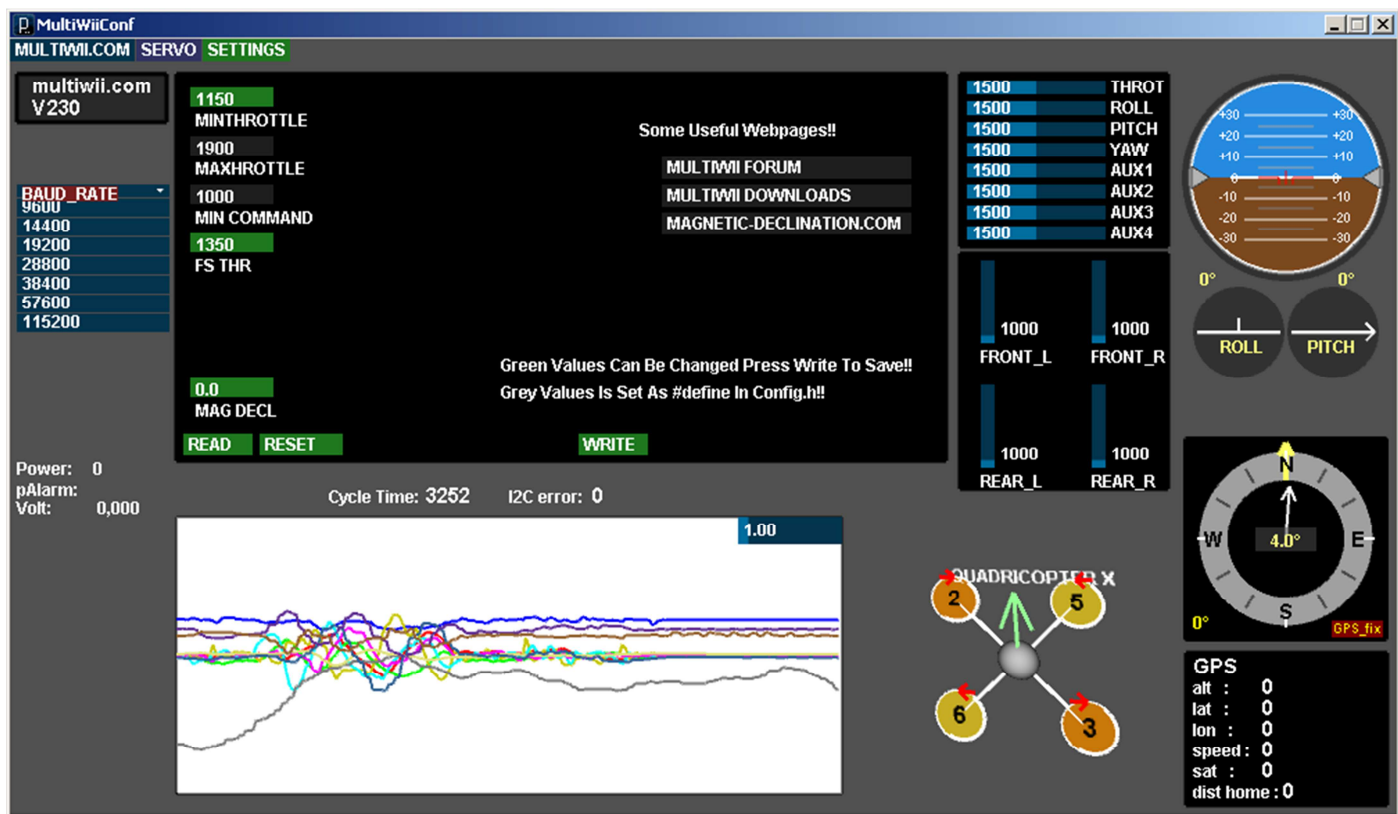 MultiWiiConf
MULTIWII.COM SERVO SETTINGS
multiwii.com
V230
BAUD_RATE
9600
14400
19200
28800
38400
57600
115200
Power: 0
pAlarm:
Volt: 0,000
1150
MINTHROTTLE
1900
MAXHROTTLE
1000
MIN COMMAND
1350
FS THR
0.0
MAG DECL
READ RESET WRITE
Some Useful Webpages!!
MULTIWII FORUM
MULTIWII DOWNLOADS
MAGNETIC-DECLINATION.COM
Green Values Can Be Changed Press Write To Save!!
Grey Values Is Set As #define In Config.h!!
Cycle Time: 3252 I2C error: 0
1.00
1500 THROT
1500 ROLL
1500 PITCH
1500 YAW
1500 AUX1
1500 AUX2
1500 AUX3
1500 AUX4
1000 1000
FRONT_L FRONT_R
1000 1000
REAR_L REAR_R
QUADRICOPTER X
2 5
6 3
+30 +30
+20 +20
+10 +10
0 0
-10 -10
-20 -20
-30 -30
0° 0°
ROLL PITCH
N
W 4.0° E
S
0° GPS_fix
GPS
alt : 0
lat : 0
lon : 0
speed : 0
sat : 0
dist home : 0